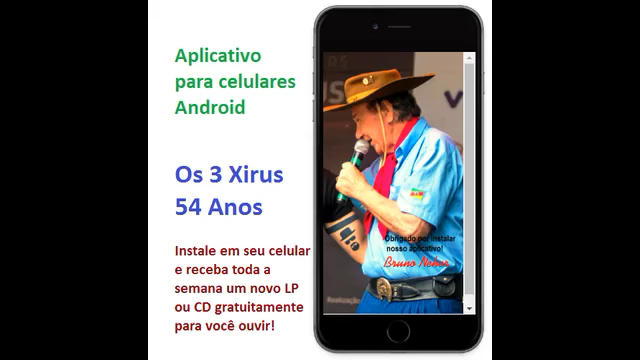 Aplicativo
para celulares
Android
Os 3 Xirus
54 Anos
Instale em seu celular
e receba toda a
semana um novo LP
ou CD gratuitamente
para você ouvir!
Obrigado por instalar
nosso aplicativo!
Bruno Neher